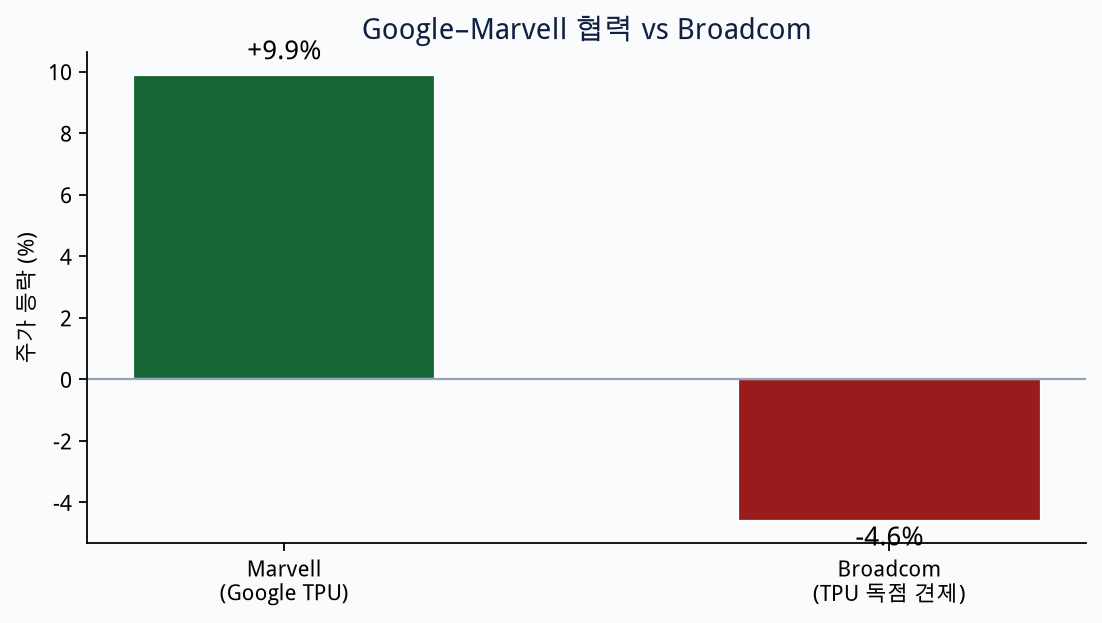 Google–Marvell 협력 vs Broadcom
+9.9%
10
8
6
4
2
0
-2
-4
주가 등락 (%)
-4.6%
Marvell
(Google TPU)
Broadcom
(TPU 독점 견제)